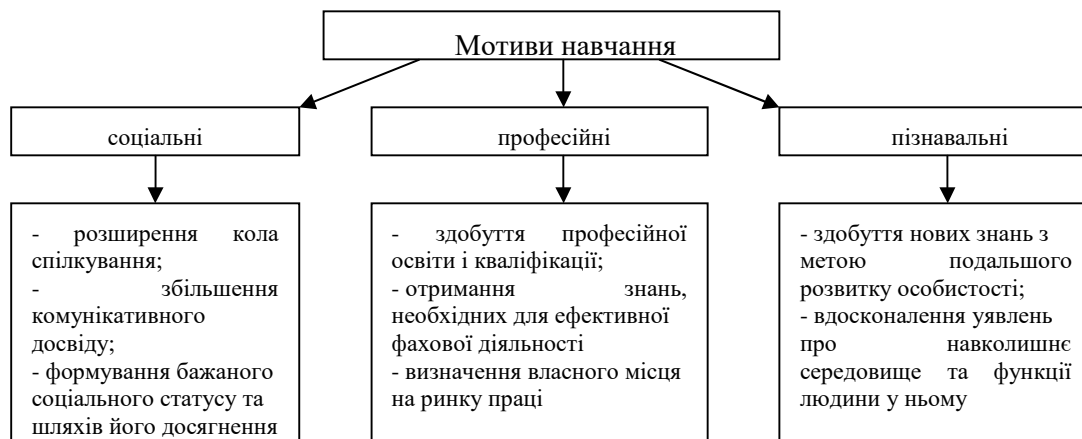 Мотиви навчання
соціальні
професійні
пізнавальні
- розширення кола
спілкування;
- збільшення
комунікативного
досвіду;
- формування бажаного
соціального статусу та
шляхів його досягнення
- здобуття професійної
освіти і кваліфікації;
- отримання знань,
необхідних для ефективної
фахової діяльності
- визначення власного місця
на ринку праці
- здобуття нових знань з
метою подальшого
розвитку особистості;
- вдосконалення уявлень
про навколишнє
середовище та функції
людини у ньому